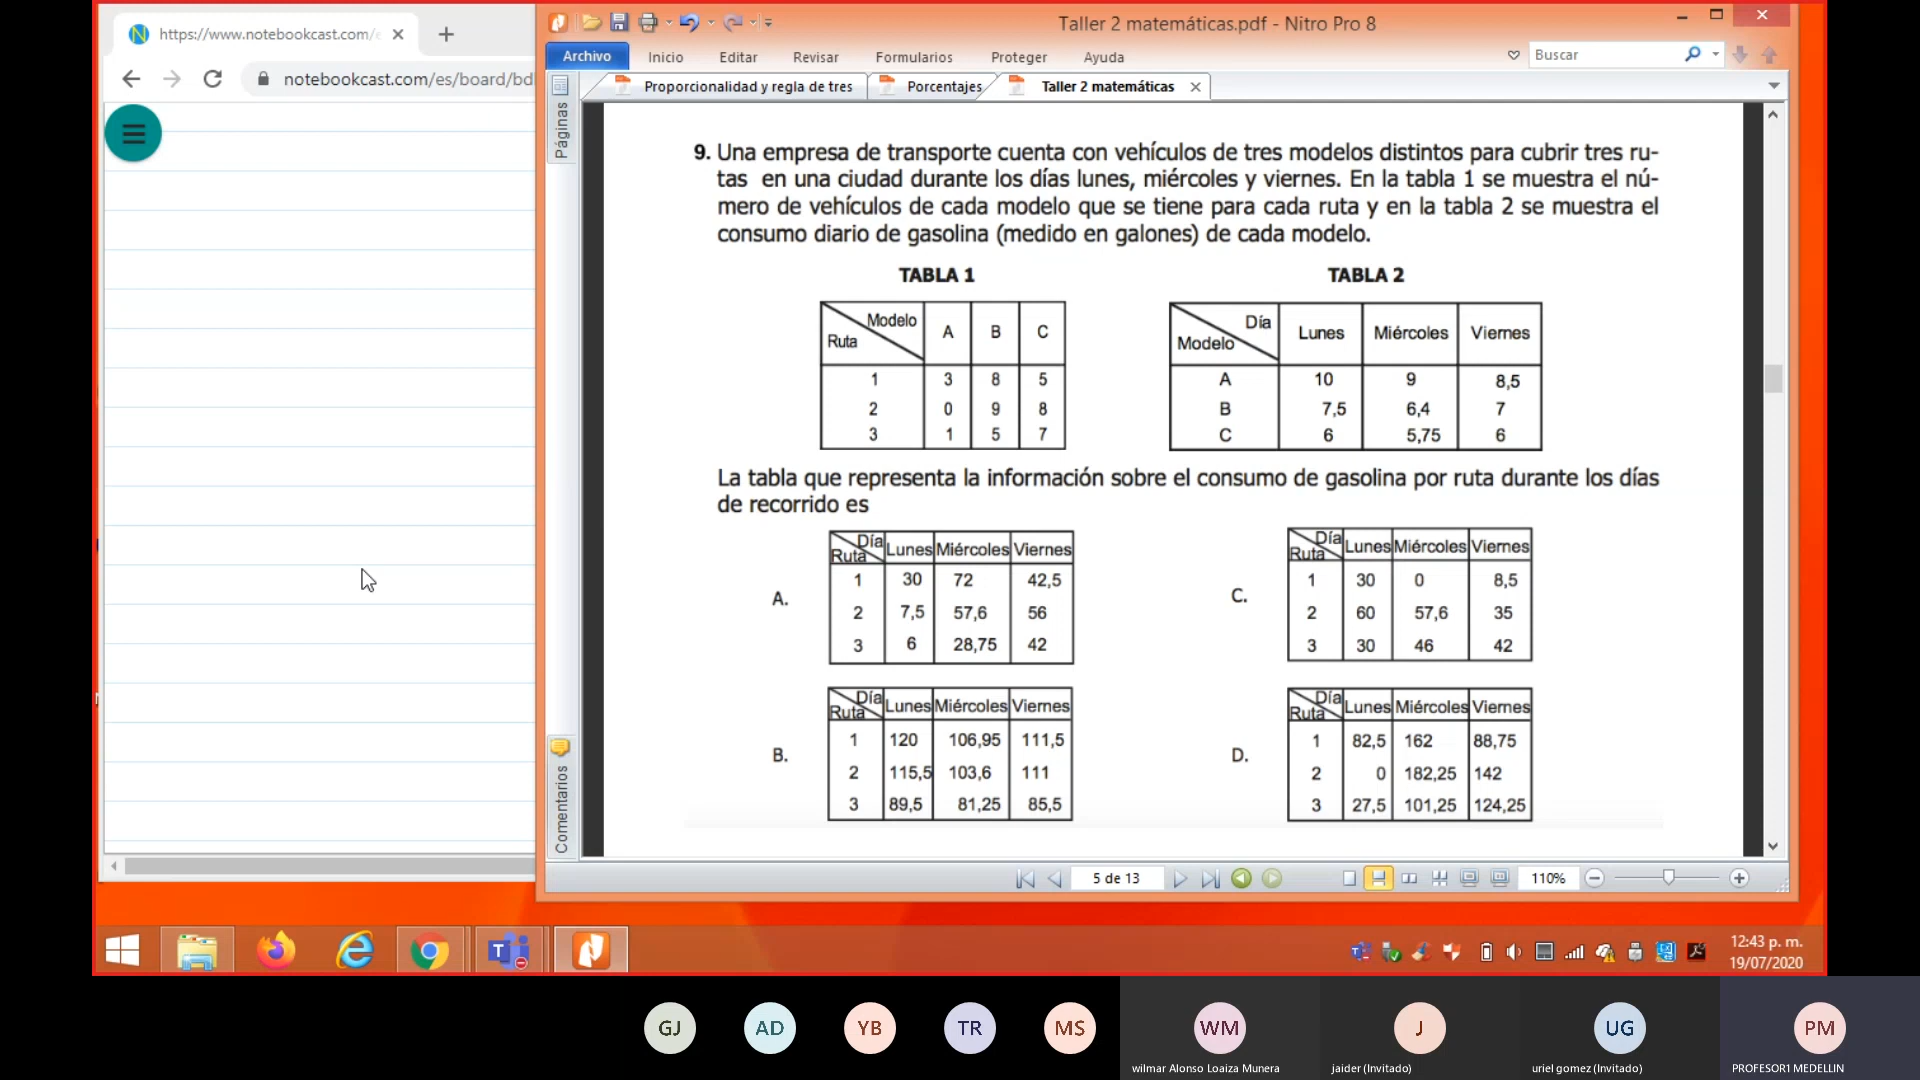 https://www.notebookcast.com/e
notebookcast.com/es/board/bd
Taller 2 matemáticas.pdf - Nitro Pro 8
Archivo Inicio Editar Revisar Formularios Proteger Ayuda
Buscar
Proporcionalidad y regla de tres Porcentajes Taller 2 matemáticas
Páginas
Comentarios
9. Una empresa de transporte cuenta con vehículos de tres modelos distintos para cubrir tres ru-
tas en una ciudad durante los días lunes, miércoles y viernes. En la tabla 1 se muestra el nú-
mero de vehículos de cada modelo que se tiene para cada ruta y en la tabla 2 se muestra el
consumo diario de gasolina (medido en galones) de cada modelo.
TABLA 1
Modelo
Ruta
A B C
1 3 8 5
2 0 9 8
3 1 5 7
TABLA 2
Día
Modelo
Lunes Miércoles Viernes
A 10 9 8,5
B 7,5 6,4 7
C 6 5,75 6
La tabla que representa la información sobre el consumo de gasolina por ruta durante los días
de recorrido es
A.
Día
Ruta
Lunes Miércoles Viernes
1 30 72 42,5
2 7,5 57,6 56
3 6 28,75 42
C.
Día
Ruta
Lunes Miércoles Viernes
1 30 0 8,5
2 60 57,6 35
3 30 46 42
B.
Día
Ruta
Lunes Miércoles Viernes
1 120 106,95 111,5
2 115,5 103,6 111
3 89,5 81,25 85,5
D.
Día
Ruta
Lunes Miércoles Viernes
1 82,5 162 88,75
2 0 182,25 142
3 27,5 101,25 124,25
5 de 13
110%
12:43 p. m.
19/07/2020
GJ AD YB TR MS WM J UG PM
wilmar Alonso Loaiza Munera jaider (Invitado) uriel gomez (Invitado) PROFESOR1 MEDELLIN